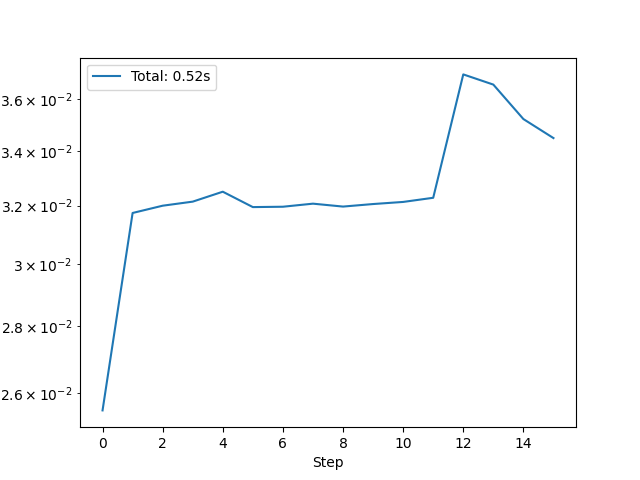 Total: 0.52s
3.6 × 10⁻²
3.4 × 10⁻²
3.2 × 10⁻²
3 × 10⁻²
2.8 × 10⁻²
2.6 × 10⁻²
0 2 4 6 8 10 12 14
Step